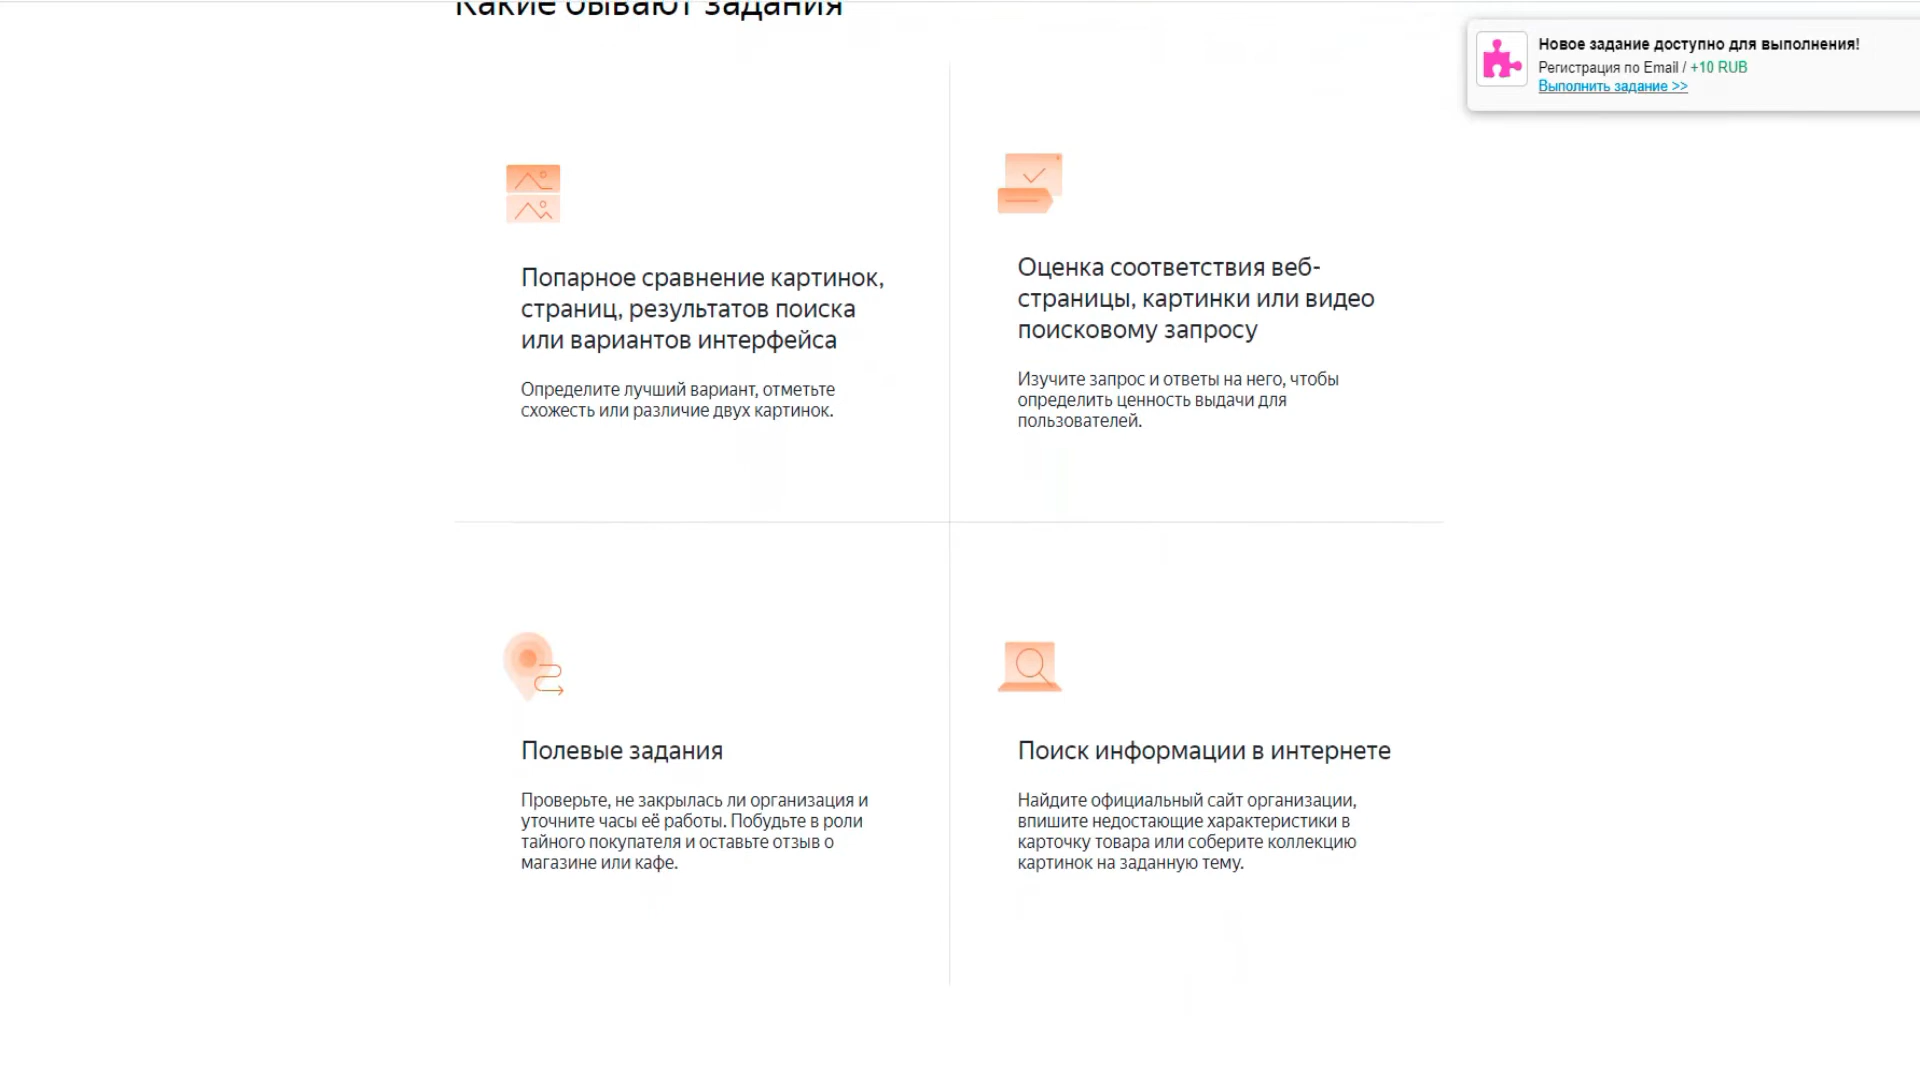 Какие бывают задания
Новое задание доступно для выполнения!
Регистрация по Email / +10 RUB
Выполнить задание >>
Попарное сравнение картинок,
страниц, результатов поиска
или вариантов интерфейса
Определите лучший вариант, отметьте
схожесть или различие двух картинок.
Оценка соответствия веб-
страницы, картинки или видео
поисковому запросу
Изучите запрос и ответы на него, чтобы
определить ценность выдачи для
пользователей.
Полевые задания
Проверьте, не закрылась ли организация и
уточните часы её работы. Побудьте в роли
тайного покупателя и оставьте отзыв о
магазине или кафе.
Поиск информации в интернете
Найдите официальный сайт организации,
впишите недостающие характеристики в
карточку товара или соберите коллекцию
картинок на заданную тему.